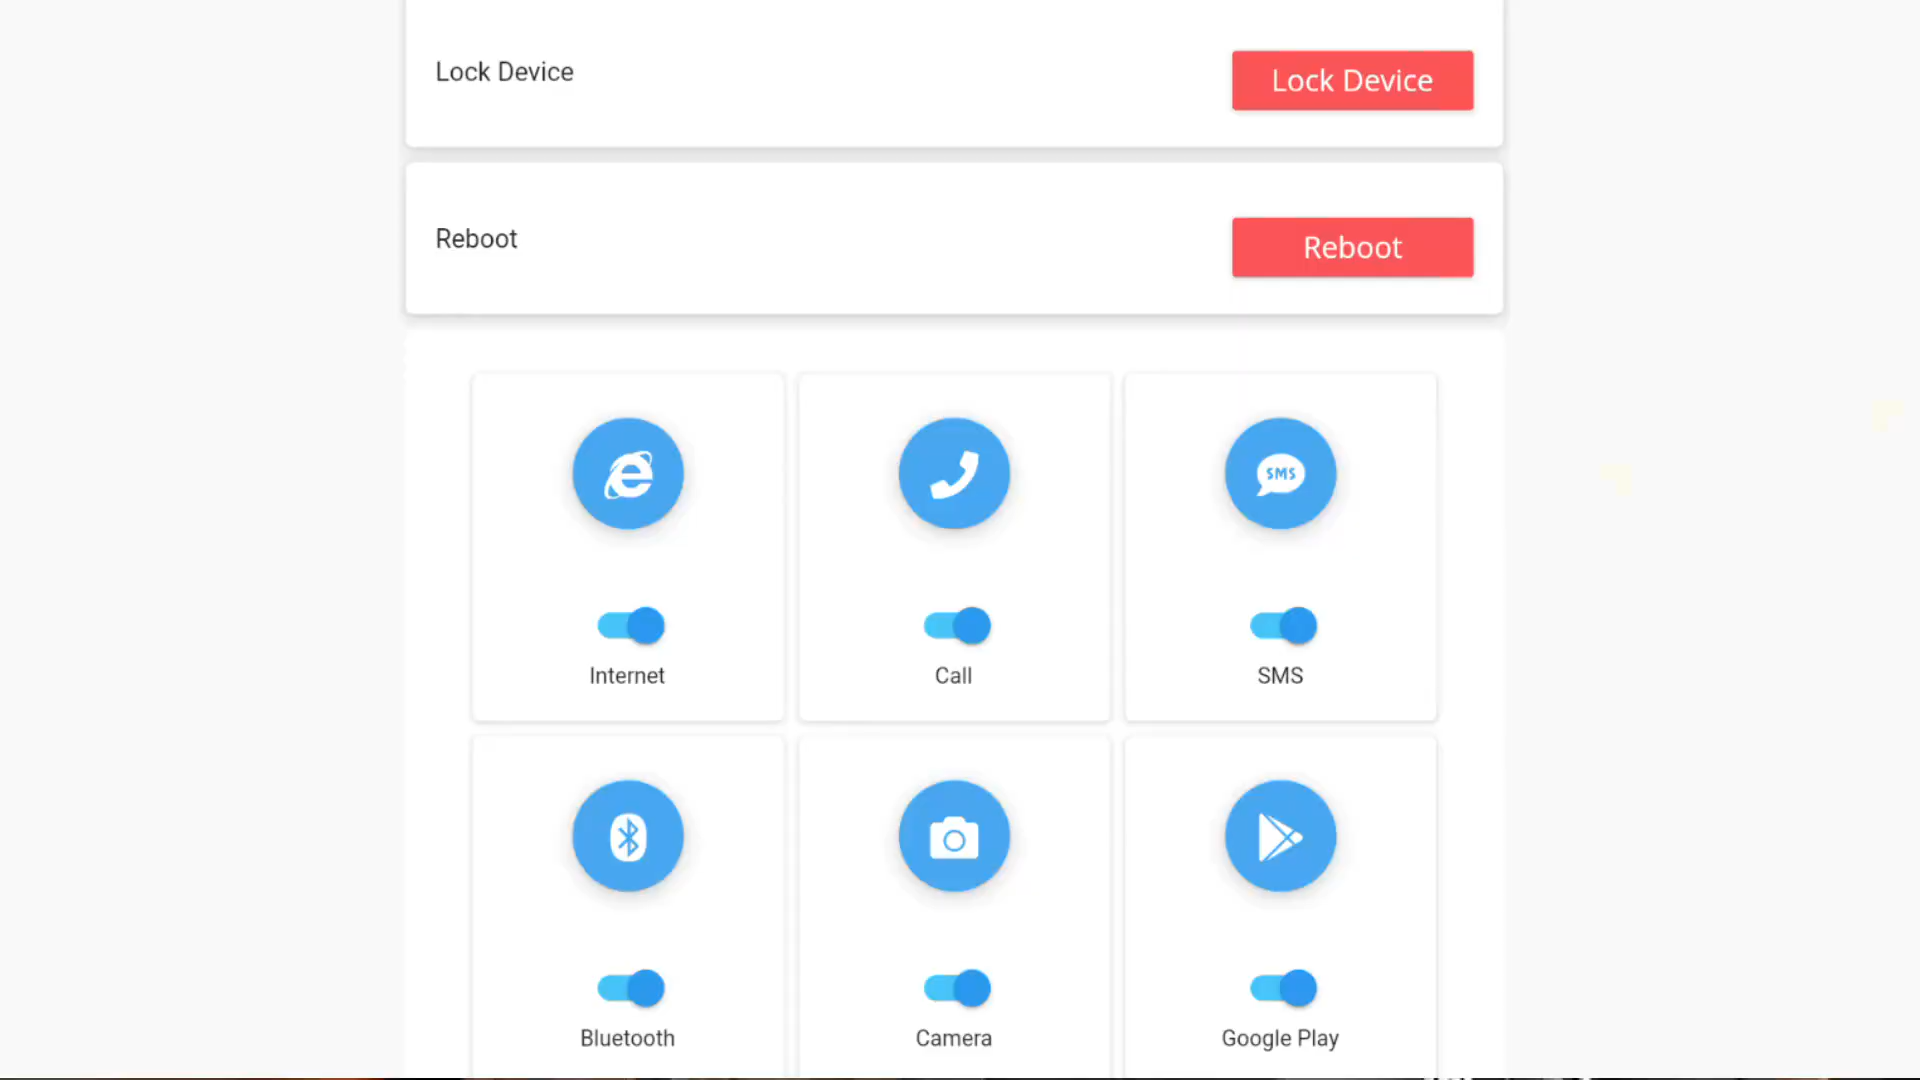 Lock Device
Lock Device
Reboot
Reboot
SMS
Internet
Call
SMS
Bluetooth
Camera
Google Play